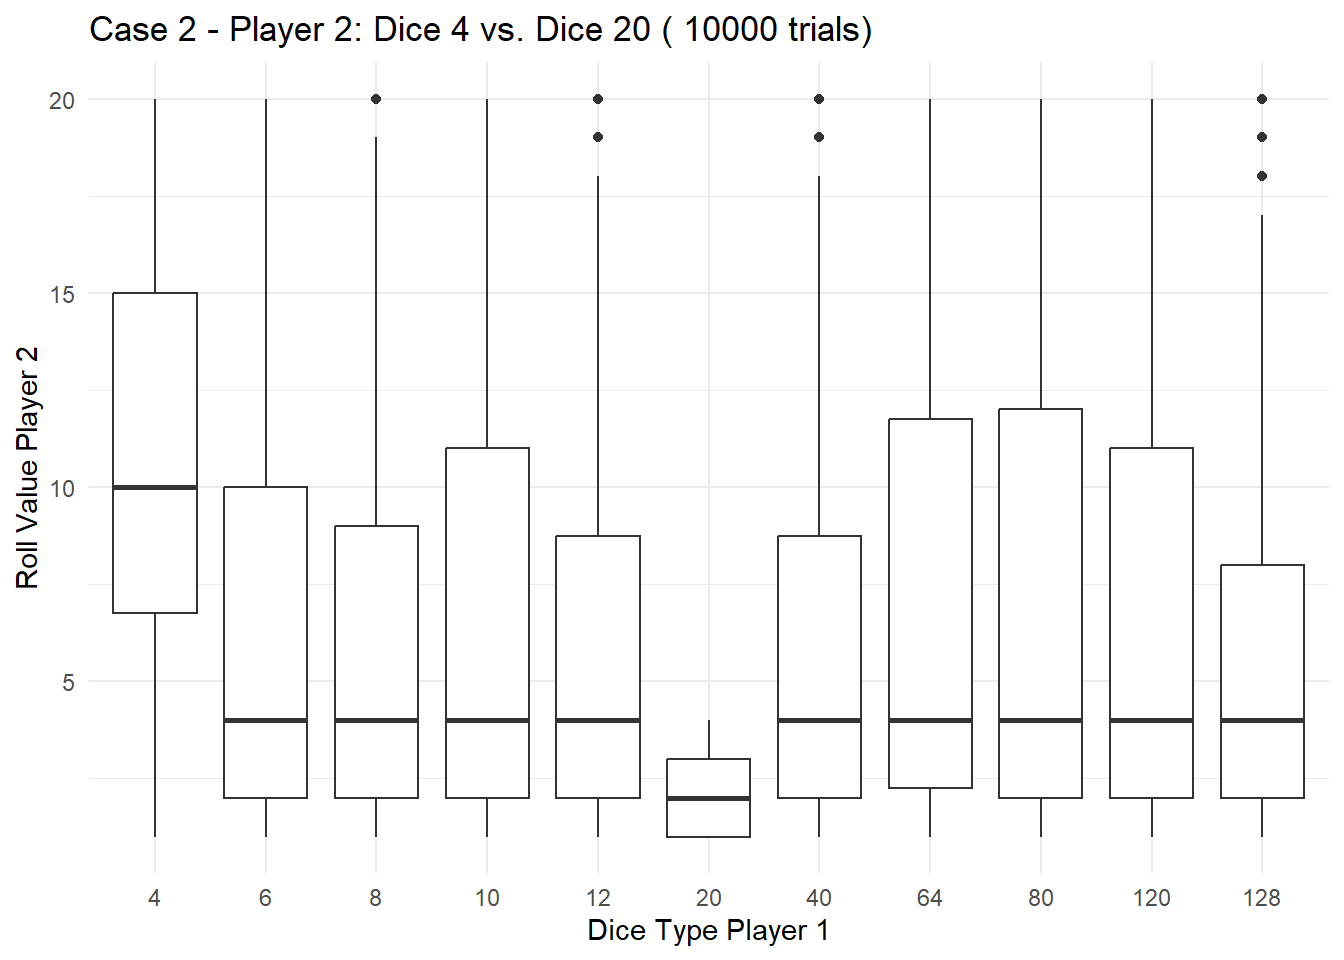 Case 2 - Player 2: Dice 4 vs. Dice 20 ( 10000 trials)
20
15
10
5
Roll Value Player 2
4 6 8 10 12 20 40 64 80 120 128
Dice Type Player 1